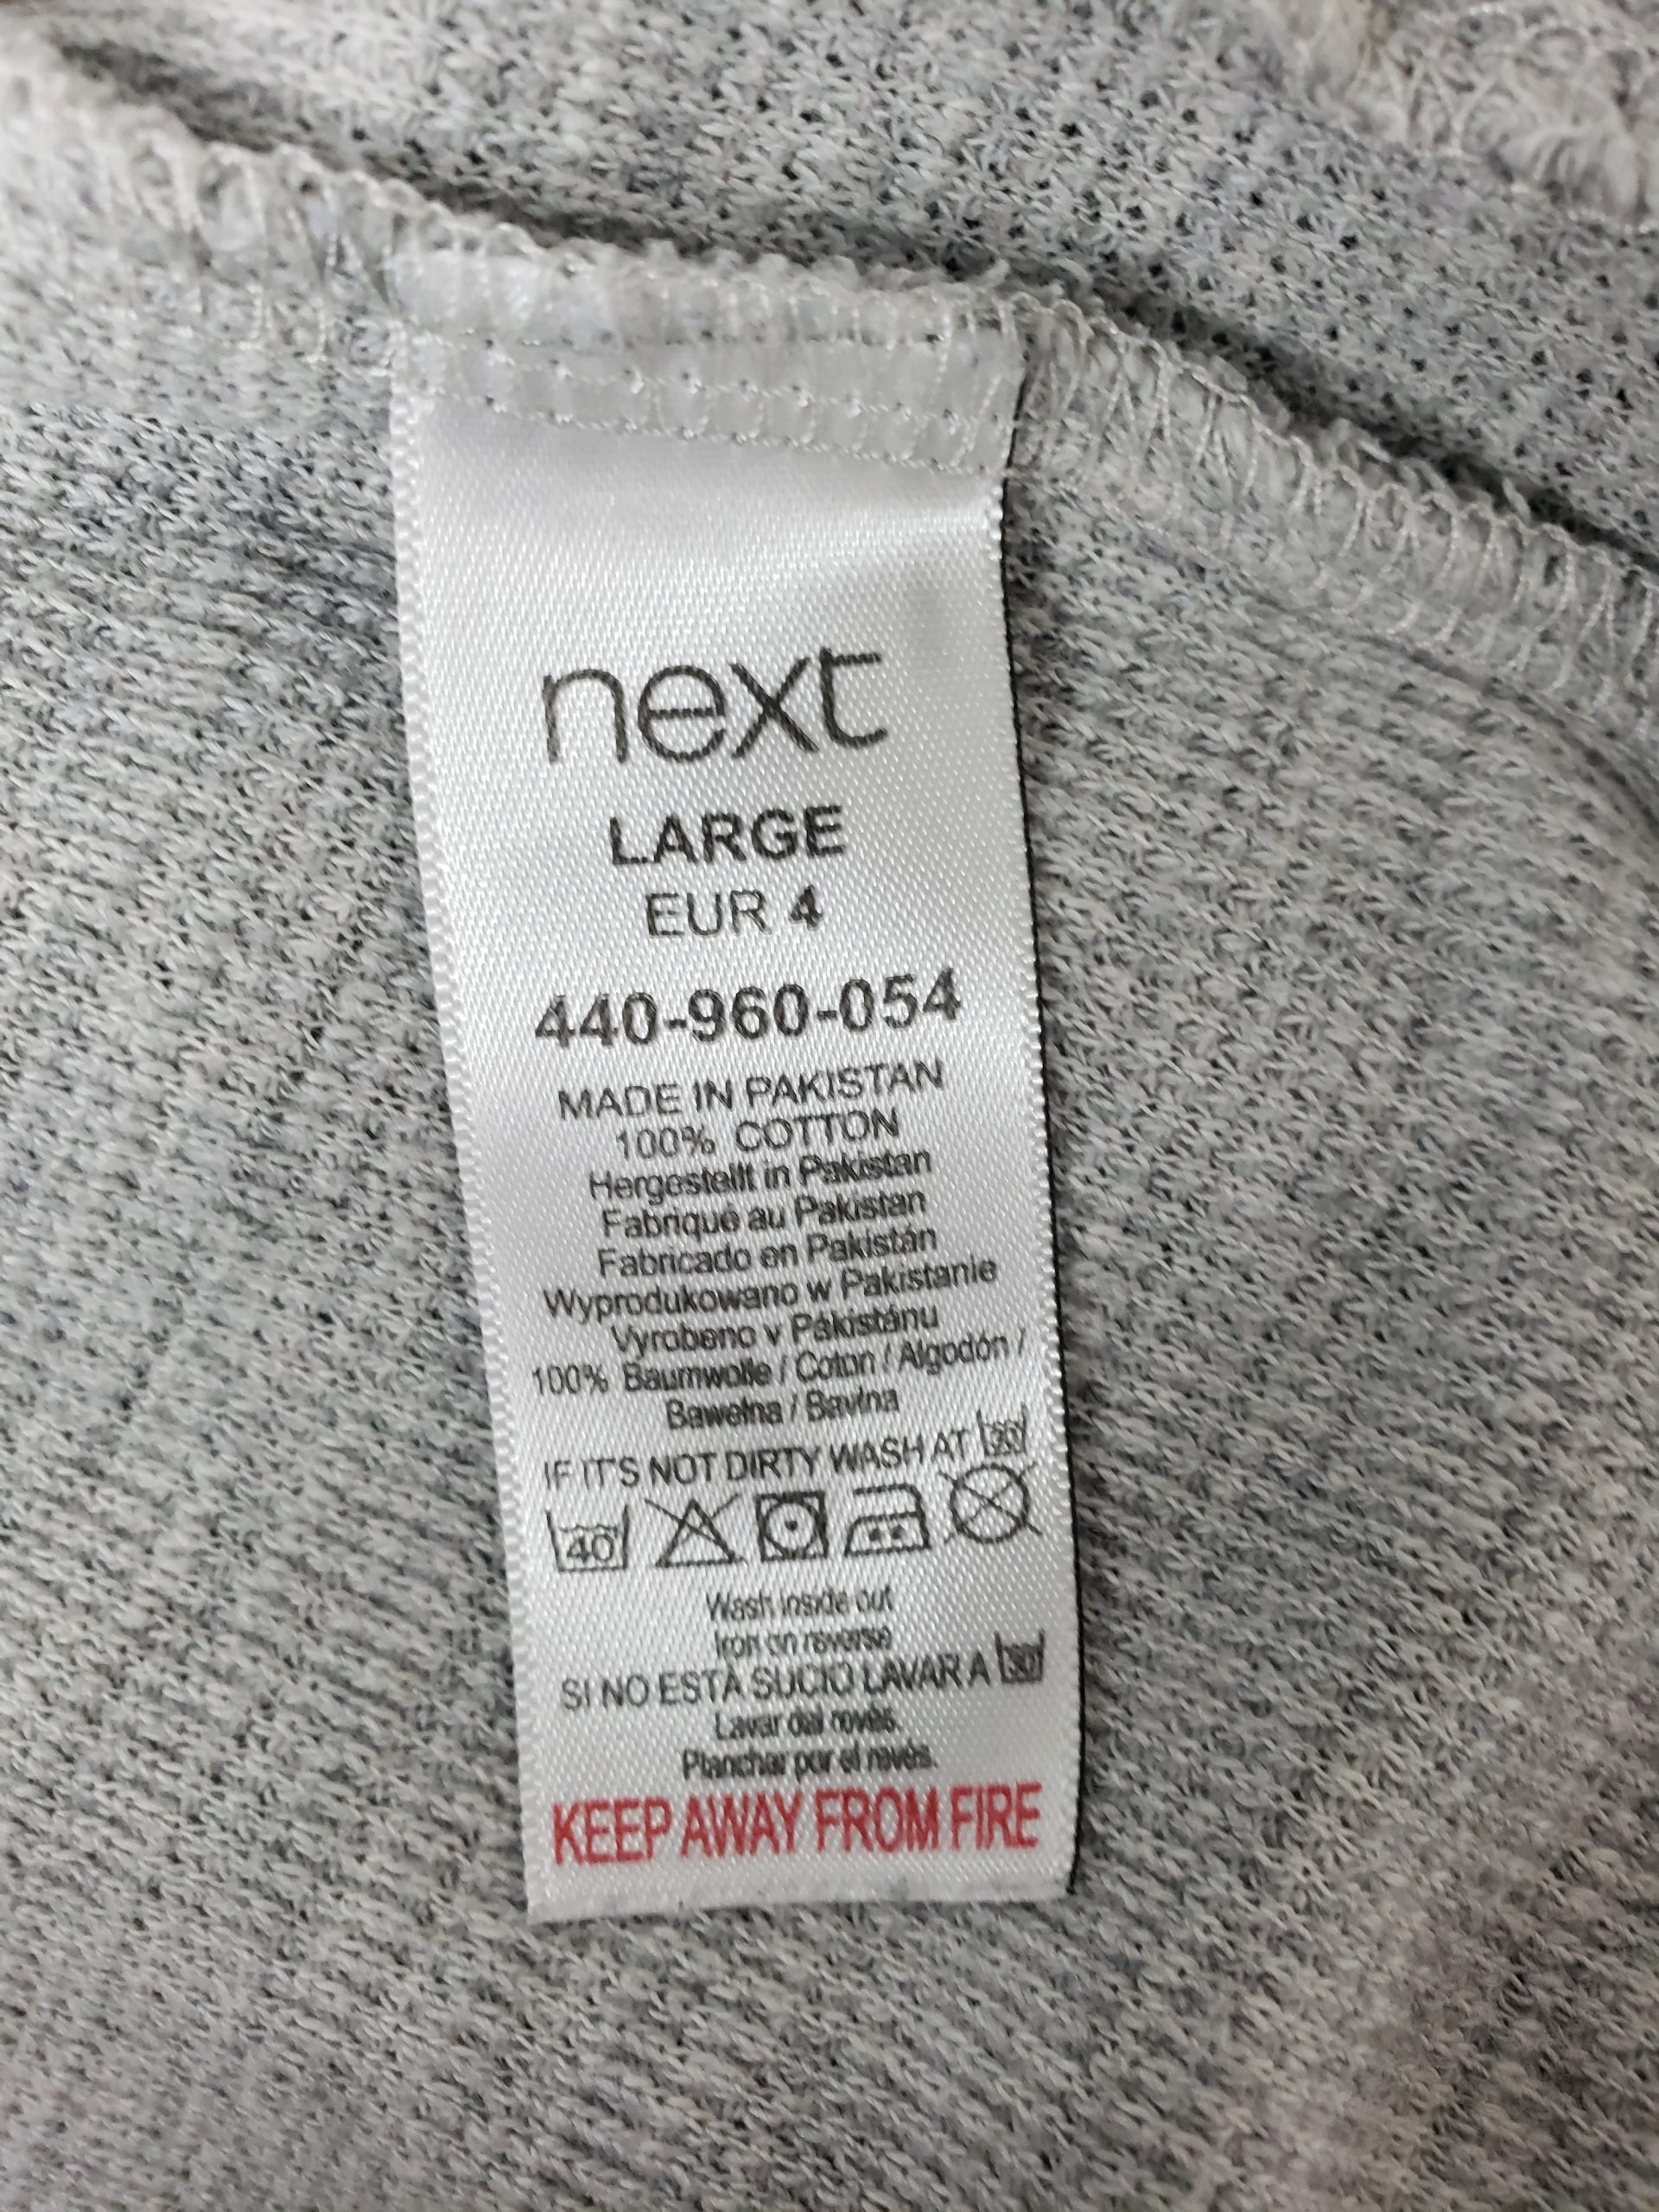 next
LARGE
EUR 4
440-960-054
MADE IN PAKISTAN
100% COTTON
Hergestellt in Pakistan
Fabriqué au Pakistan
Fabricado en Pakistán
Wyprodukowano w Pakistanie
Vyrobeno v Pákistánu
100% Baumwolle / Coton / Algodón /
Bawełna / Bavlna
IF IT'S NOT DIRTY WASH AT 30
40
Wash inside out
Iron on reverse
SI NO ESTÁ SUCIO LAVAR A 30
Lavar del revés.
Planchar por el revés.
KEEP AWAY FROM FIRE